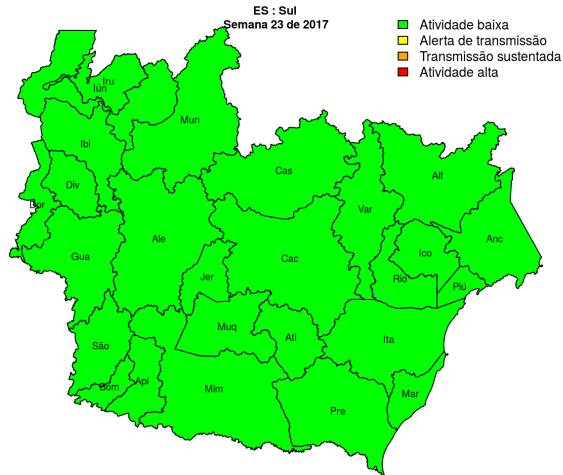 ES : Sul
Semana 23 de 2017
Atividade baixa
Alerta de transmissão
Transmissão sustentada
Atividade alta
Iru
Iún
Mun
Ibi
Cas
Alf
Div
Dor
Var
Ale
Anc
Ico
Gua
Cac
Jer
Rio
Piú
Muq
Ati
Ita
São
Api
Bom
Mim
Mar
Pre